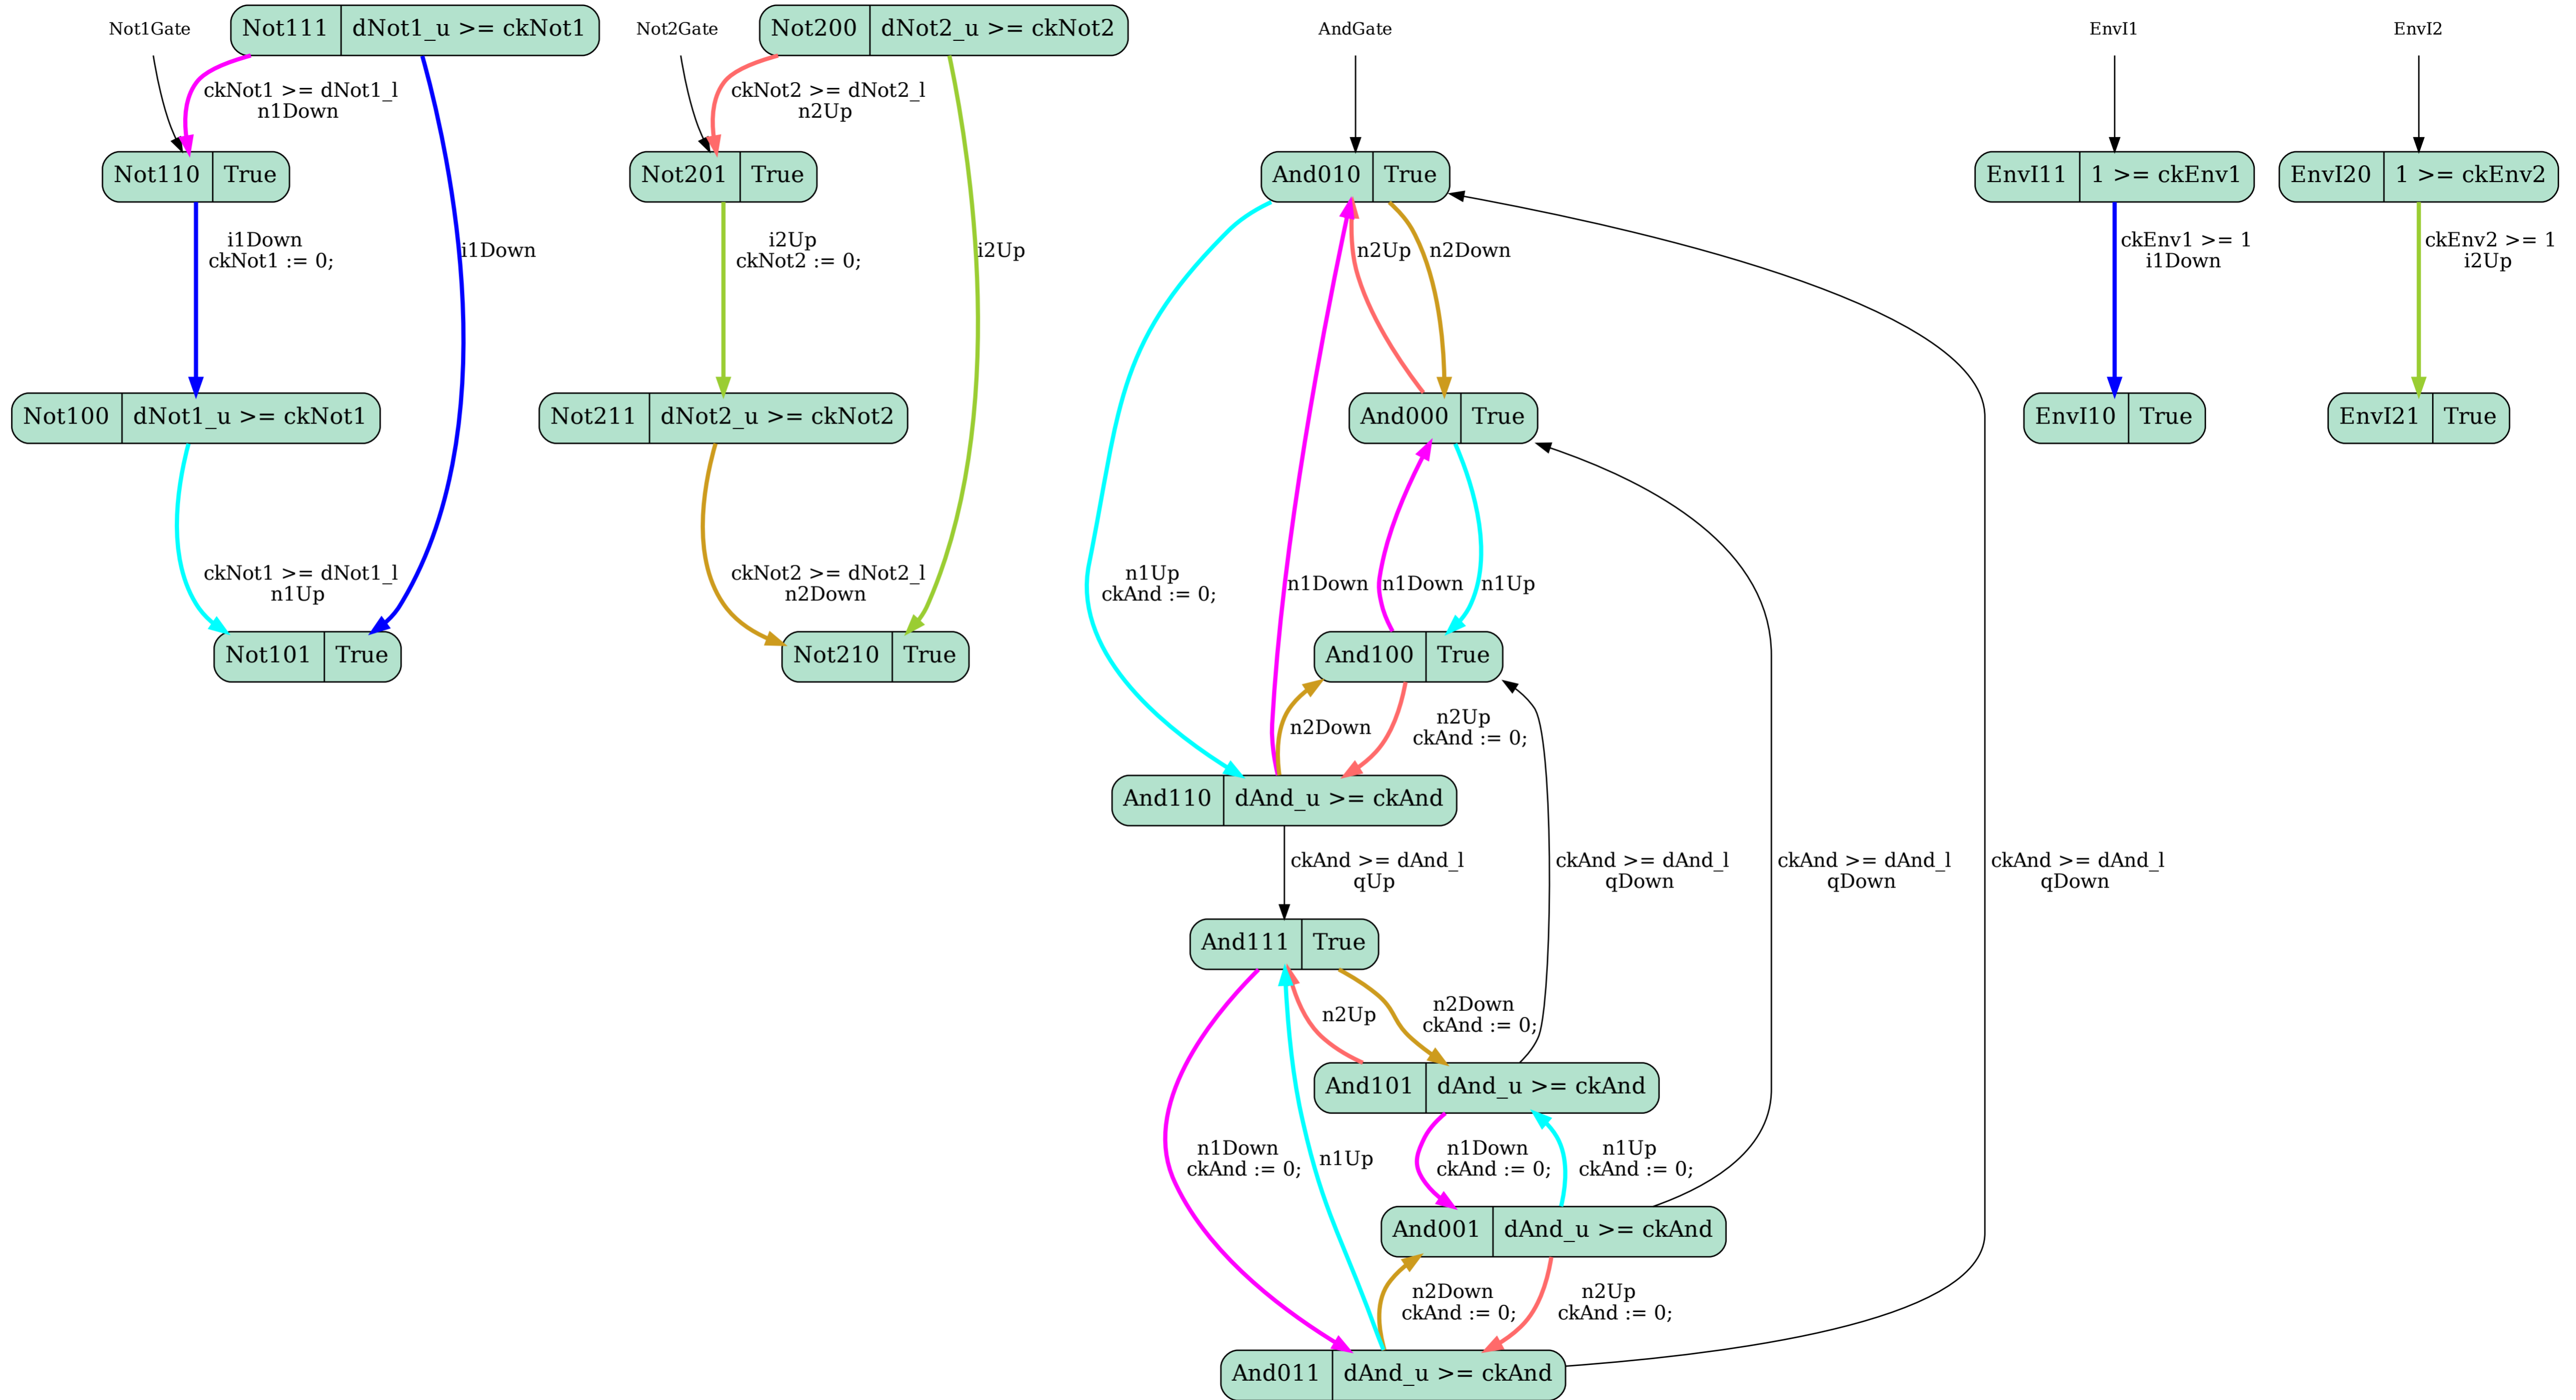 Not1Gate
Not111 dNot1_u >= ckNot1
Not2Gate
Not200 dNot2_u >= ckNot2
AndGate
EnvI1
EnvI2
ckNot1 >= dNot1_l
n1Down
ckNot2 >= dNot2_l
n2Up
Not110 True
Not201 True
And010 True
EnvI11 1 >= ckEnv1
EnvI20 1 >= ckEnv2
i1Down
ckNot1 := 0;
i1Down
i2Up
ckNot2 := 0;
i2Up
n2Up
n2Down
ckEnv1 >= 1
i1Down
ckEnv2 >= 1
i2Up
Not100 dNot1_u >= ckNot1
Not211 dNot2_u >= ckNot2
And000 True
EnvI10 True
EnvI21 True
ckNot1 >= dNot1_l
n1Up
ckNot2 >= dNot2_l
n2Down
n1Up
ckAnd := 0;
n1Down
n1Down
n1Up
Not101 True
Not210 True
And100 True
n2Down
n2Up
ckAnd := 0;
And110 dAnd_u >= ckAnd
ckAnd >= dAnd_l
qUp
ckAnd >= dAnd_l
qDown
ckAnd >= dAnd_l
qDown
ckAnd >= dAnd_l
qDown
And111 True
n2Up
n2Down
ckAnd := 0;
And101 dAnd_u >= ckAnd
n1Down
ckAnd := 0;
n1Up
n1Down
ckAnd := 0;
n1Up
ckAnd := 0;
And001 dAnd_u >= ckAnd
n2Down
ckAnd := 0;
n2Up
ckAnd := 0;
And011 dAnd_u >= ckAnd